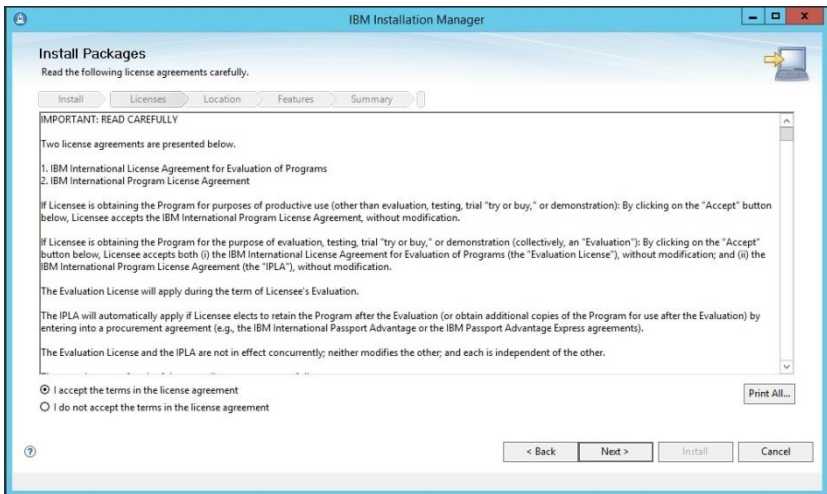 IBM Installation Manager
Install Packages
Read the following license agreements carefully.
Install
Licenses
Location
Features
Summary
IMPORTANT: READ CAREFULLY
Two license agreements are presented below.
1. IBM International License Agreement for Evaluation of Programs
2. IBM International Program License Agreement
If Licensee is obtaining the Program for purposes of productive use (other than evaluation, testing, trial "try or buy," or demonstration): By clicking on the "Accept" button
below, Licensee accepts the IBM International Program License Agreement, without modification.
If Licensee is obtaining the Program for the purpose of evaluation, testing, trial "try or buy," or demonstration (collectively, an "Evaluation"): By clicking on the "Accept"
button below, Licensee accepts both (i) the IBM International License Agreement for Evaluation of Programs (the "Evaluation License"), without modification; and (ii) the
IBM International Program License Agreement (the "IPLA"), without modification.
The Evaluation License will apply during the term of Licensee's Evaluation.
The IPLA will automatically apply if Licensee elects to retain the Program after the Evaluation (or obtain additional copies of the Program for use after the Evaluation) by
entering into a procurement agreement (e.g., the IBM International Passport Advantage or the IBM Passport Advantage Express agreements).
The Evaluation License and the IPLA are not in effect concurrently; neither modifies the other; and each is independent of the other.
I accept the terms in the license agreement
Print All...
I do not accept the terms in the license agreement
?
< Back
Next >
Install
Cancel